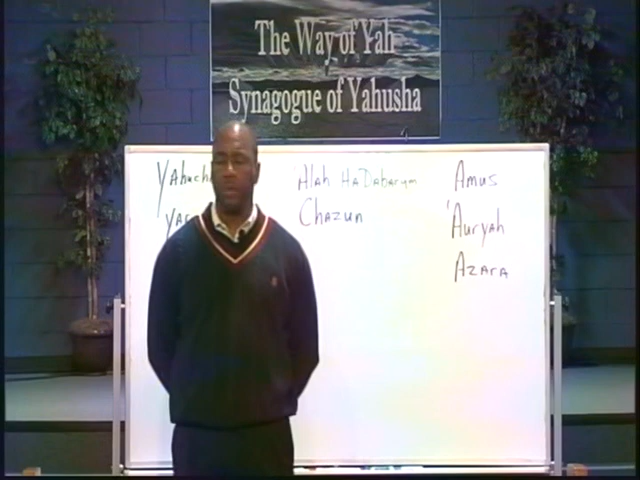 The Way of Yah
Synagogue of Yahusha
'Alah HaDabarym
Chazun
Amus
'Auryah
Azara